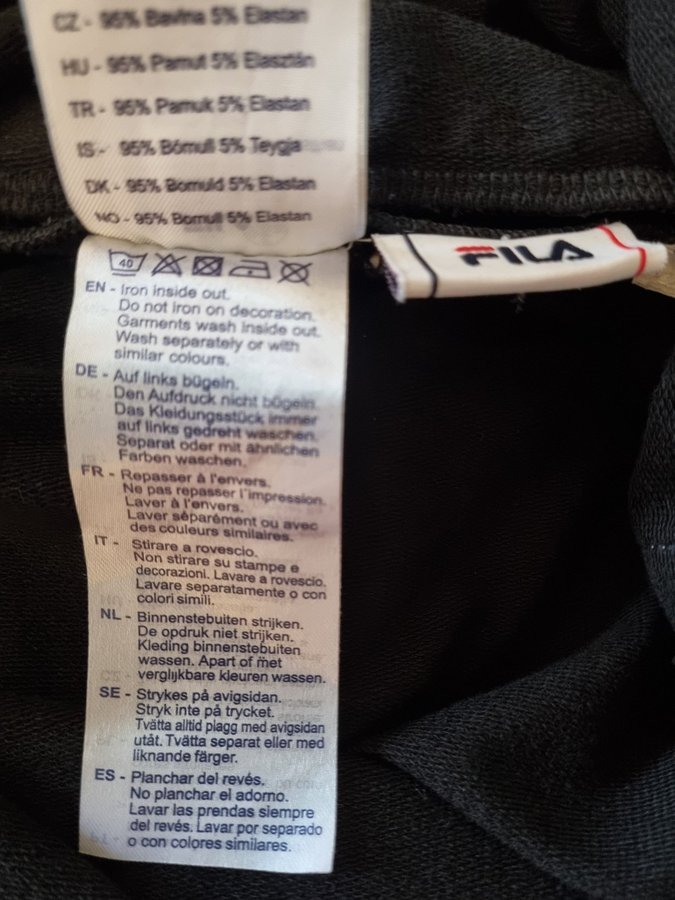 CZ - 95% Bavlna 5% Elastan
HU - 95% Pamut 5% Elasztán
TR - 95% Pamuk 5% Elastan
IS - 95% Bómull 5% Teygja
DK - 95% Bomuld 5% Elastan
NO - 95% Bomull 5% Elastan
FILA
40
EN - Iron inside out.
Do not iron on decoration.
Garments wash inside out.
Wash separately or with
similar colours.
DE - Auf links bügeln.
Den Aufdruck nicht bügeln.
Das Kleidungsstück immer
auf links gedreht waschen.
Separat oder mit ähnlichen
Farben waschen.
FR - Repasser à l'envers.
Ne pas repasser l'impression.
Laver à l'envers.
Laver séparément ou avec
des couleurs similaires.
IT - Stirare a rovescio.
Non stirare su stampe e
decorazioni. Lavare a rovescio.
Lavare separatamente o con
colori simili.
NL - Binnenstebuiten strijken.
De opdruk niet strijken.
Kleding binnenstebuiten
wassen. Apart of met
verglijkbare kleuren wassen.
SE - Strykes på avigsidan.
Stryk inte på trycket.
Tvätta alltid plagg med avigsidan
utåt. Tvätta separat eller med
liknande färger.
ES - Planchar del revés.
No planchar el adorno.
Lavar las prendas siempre
del revés. Lavar por separado
o con colores similares.